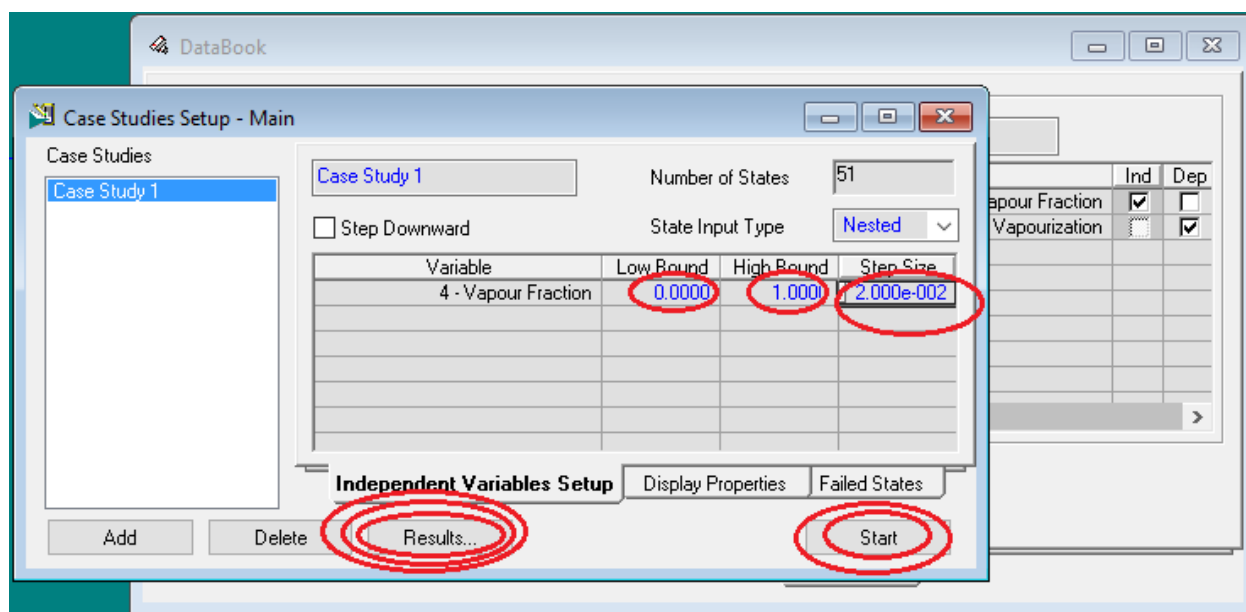 DataBook
Case Studies Setup - Main
Case Studies
Case Study 1
Case Study 1
Number of States
51
Step Downward
State Input Type
Nested
Variable Low Bound High Bound Step Size
4 - Vapour Fraction 0.0000 1.0000 2.000e-002
Independent Variables Setup Display Properties Failed States
Add Delete Results... Start
Ind Dep
apour Fraction
Vapourization